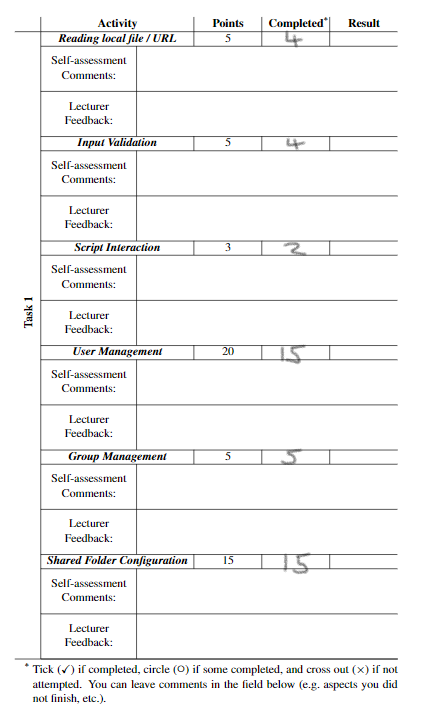 Activity Points Completed* Result
Reading local file / URL 5 4
Self-assessment
Comments:
Lecturer
Feedback:
Input Validation 5 4
Self-assessment
Comments:
Lecturer
Feedback:
Script Interaction 3 2
Self-assessment
Comments:
Lecturer
Feedback:
Task 1
User Management 20 15
Self-assessment
Comments:
Lecturer
Feedback:
Group Management 5 5
Self-assessment
Comments:
Lecturer
Feedback:
Shared Folder Configuration 15 15
Self-assessment
Comments:
Lecturer
Feedback:
* Tick (✓) if completed, circle (○) if some completed, and cross out (×) if not
attempted. You can leave comments in the field below (e.g. aspects you did
not finish, etc.).